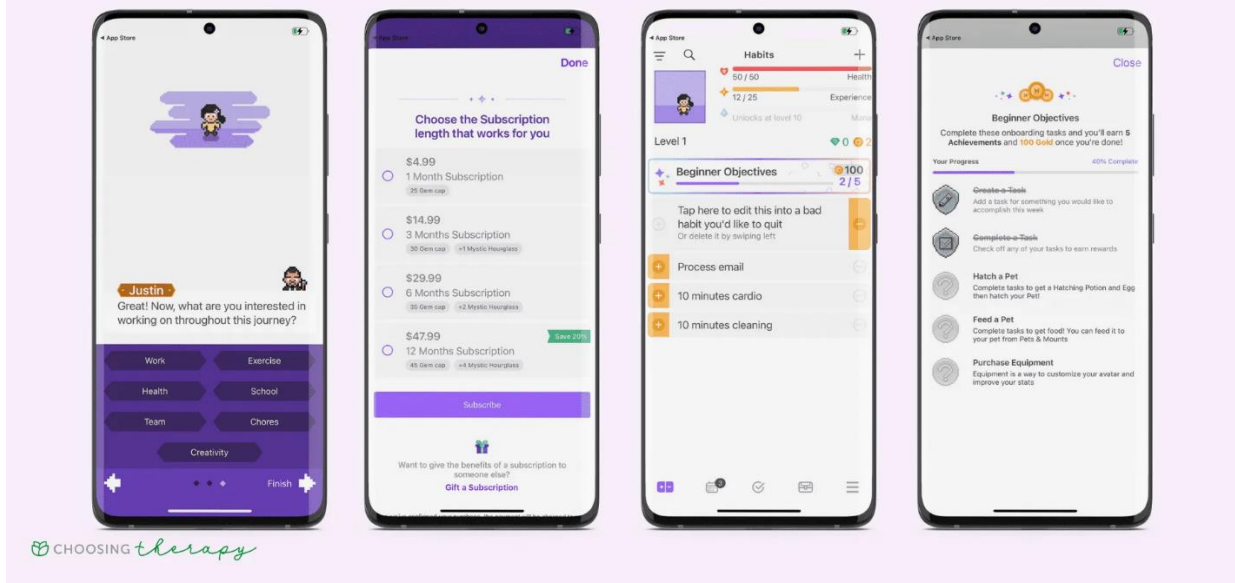 App Store
Justin
Great! Now, what are you interested in
working on throughout this journey?
Work
Exercise
Health
School
Team
Chores
Creativity
Finish
App Store
Done
Choose the Subscription
length that works for you
$4.99
1 Month Subscription
25 Gem cap
$14.99
3 Months Subscription
30 Gem cap
+1 Mystic Hourglass
$29.99
6 Months Subscription
35 Gem cap
+2 Mystic Hourglass
$47.99
Save 20%
12 Months Subscription
45 Gem cap
+4 Mystic Hourglass
Subscribe
Want to give the benefits of a subscription to
someone else?
Gift a Subscription
App Store
Habits
50 / 50
Health
12 / 25
Experience
Unlocks at level 10
Mana
Level 1
0
2
Beginner Objectives
100
2 / 5
Tap here to edit this into a bad
habit you'd like to quit
Or delete it by swiping left
Process email
10 minutes cardio
10 minutes cleaning
3
App Store
Close
Beginner Objectives
Complete these onboarding tasks and you'll earn 5
Achievements and 100 Gold once you're done!
Your Progress
40% Complete
Create a Task
Add a task for something you would like to
accomplish this week
Complete a Task
Check off any of your tasks to earn rewards
Hatch a Pet
Complete tasks to get a Hatching Potion and Egg
then hatch your Pet!
Feed a Pet
Complete tasks to get food! You can feed it to
your pet from Pets & Mounts
Purchase Equipment
Equipment is a way to customize your avatar and
improve your stats
CHOOSING therapy